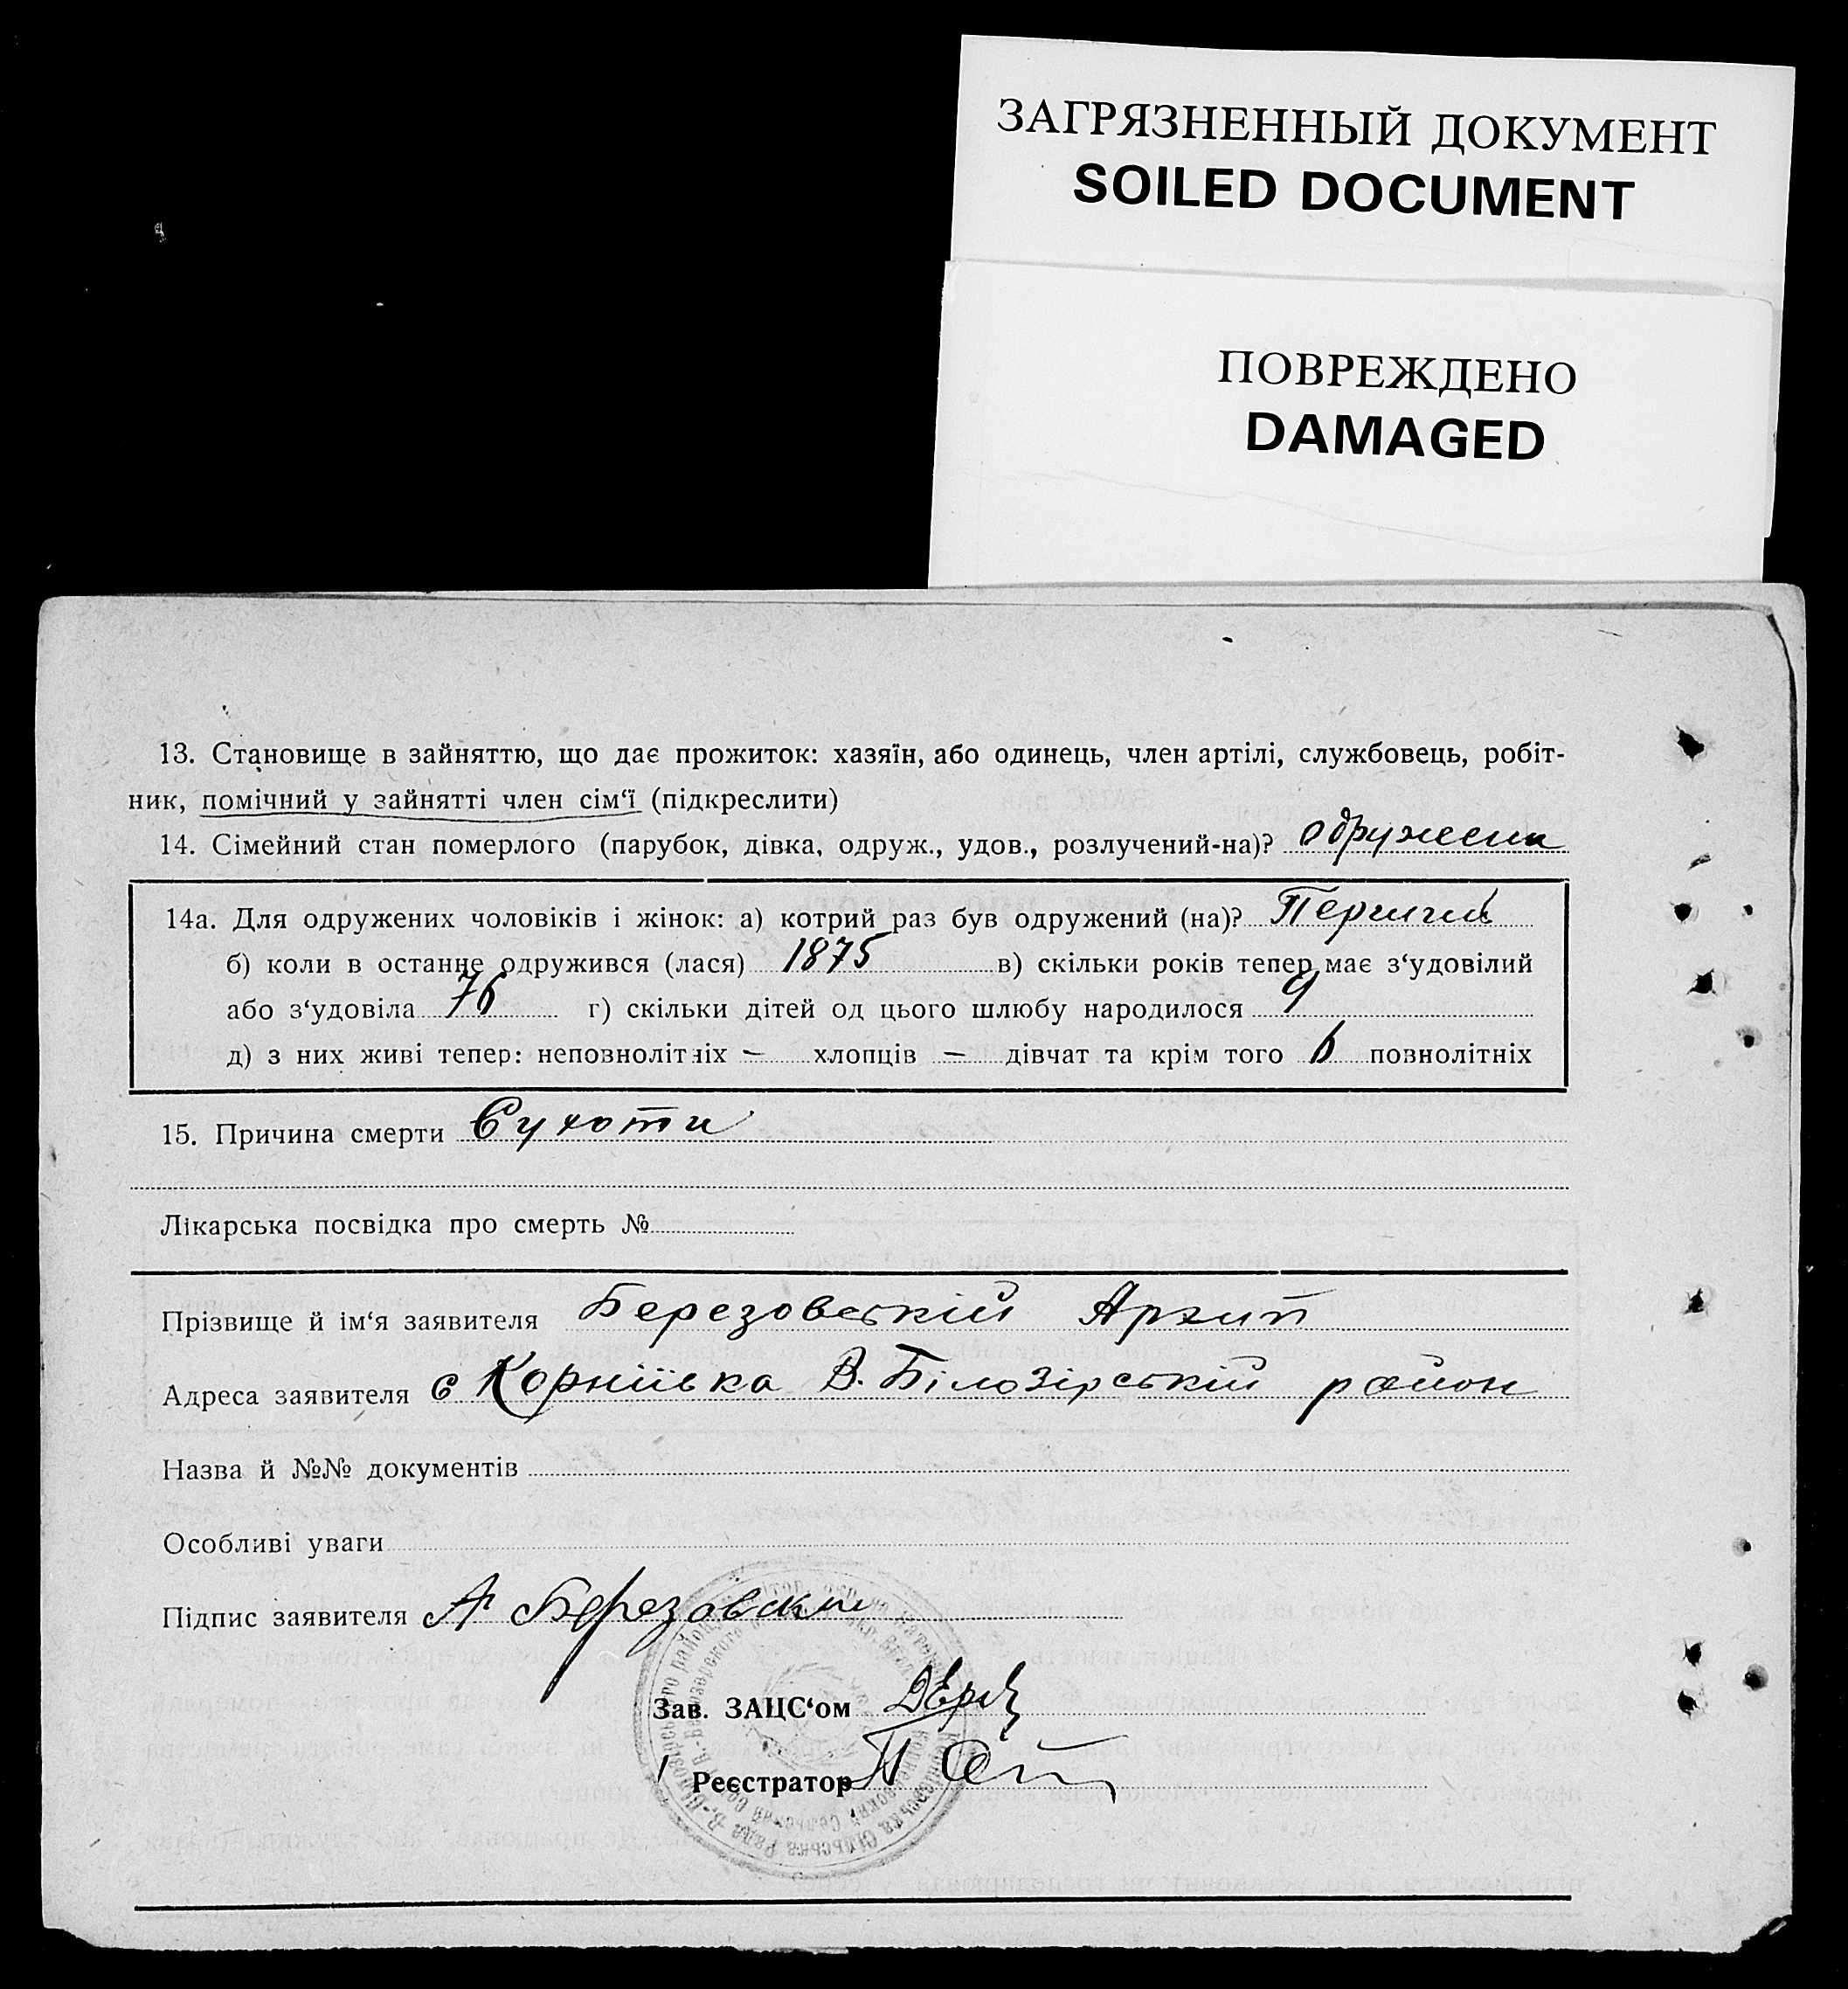 ЗАГРЯЗНЕННЫЙ ДОКУМЕНТ
SOILED DOCUMENT
ПОВРЕЖДЕНО
DAMAGED
13. Становище в зайняттю, що дає прожиток: хазяїн, або одинець, член артілі, службовець, робіт-
ник, помічний у зайнятті член сім‘ї (підкреслити)
14. Сімейний стан померлого (парубок, дівка, одруж., удов., розлучений-на)? одружена
14а. Для одружених чоловіків і жінок: а) котрий раз був одружений (на)? Перший
б) коли в останнє одружився (лася) 1875 в) скільки років тепер має з‘удовілий
або з‘удовіла 76 г) скільки дітей од цього шлюбу народилося 9
д) з них живі тепер: неповнолітніх — хлопців — дівчат та крім того 6 повнолітніх
15. Причина смерти Сухоти
Лікарська посвідка про смерть №
Прізвище й ім‘я заявителя Березовський Архип
Адреса заявителя с Корніївка В. Білозірський район
Назва й №№ документів
Особливі уваги
Підпис заявителя А Березовский
Зав. ЗАЦС‘ом
Реєстратор